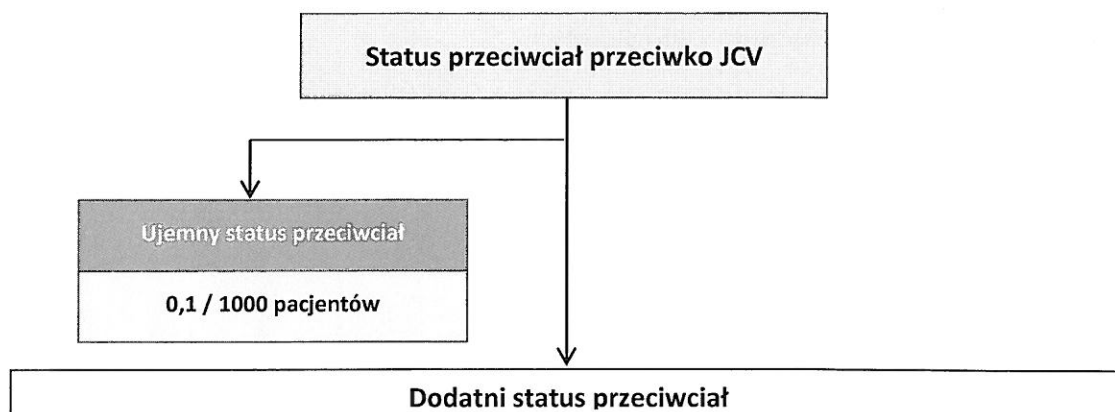 Status przeciwciał przeciwko JCV
Ujemny status przeciwciał
0,1 / 1000 pacjentów
Dodatni status przeciwciał